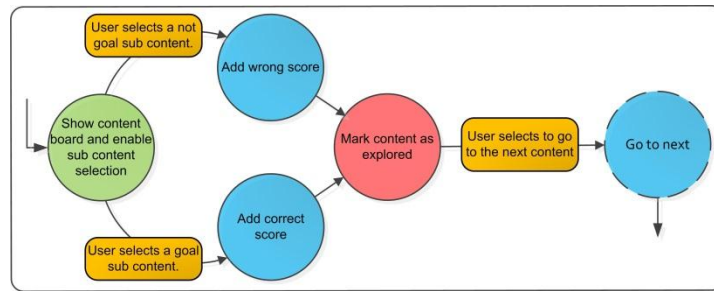 User selects a not
goal sub content.
Add wrong score
Show content
board and enable
sub content
selection
Mark content as
explored
User selects to go
to the next content
Go to next
Add correct
score
User selects a goal
sub content.